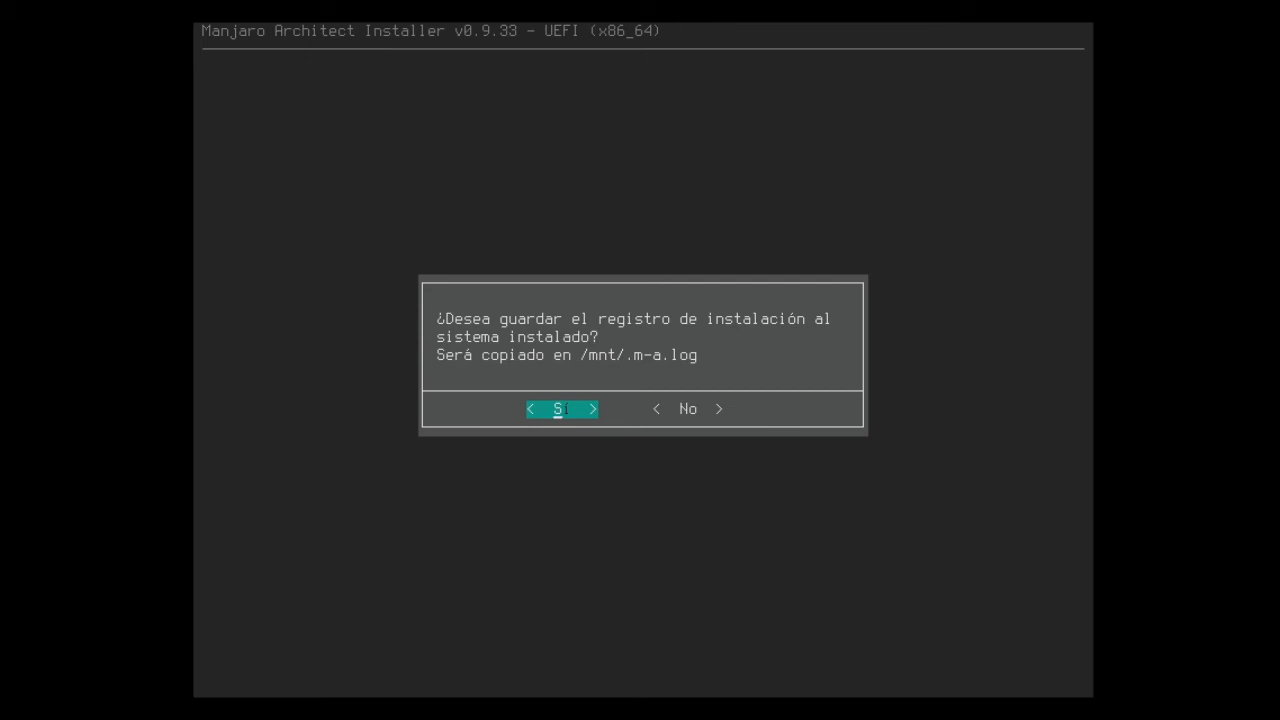 Manjaro Architect Installer v0.9.33 - UEFI (x86_64)
¿Desea guardar el registro de instalación al
sistema instalado?
Será copiado en /mnt/.m-a.log
< Sí > < No >